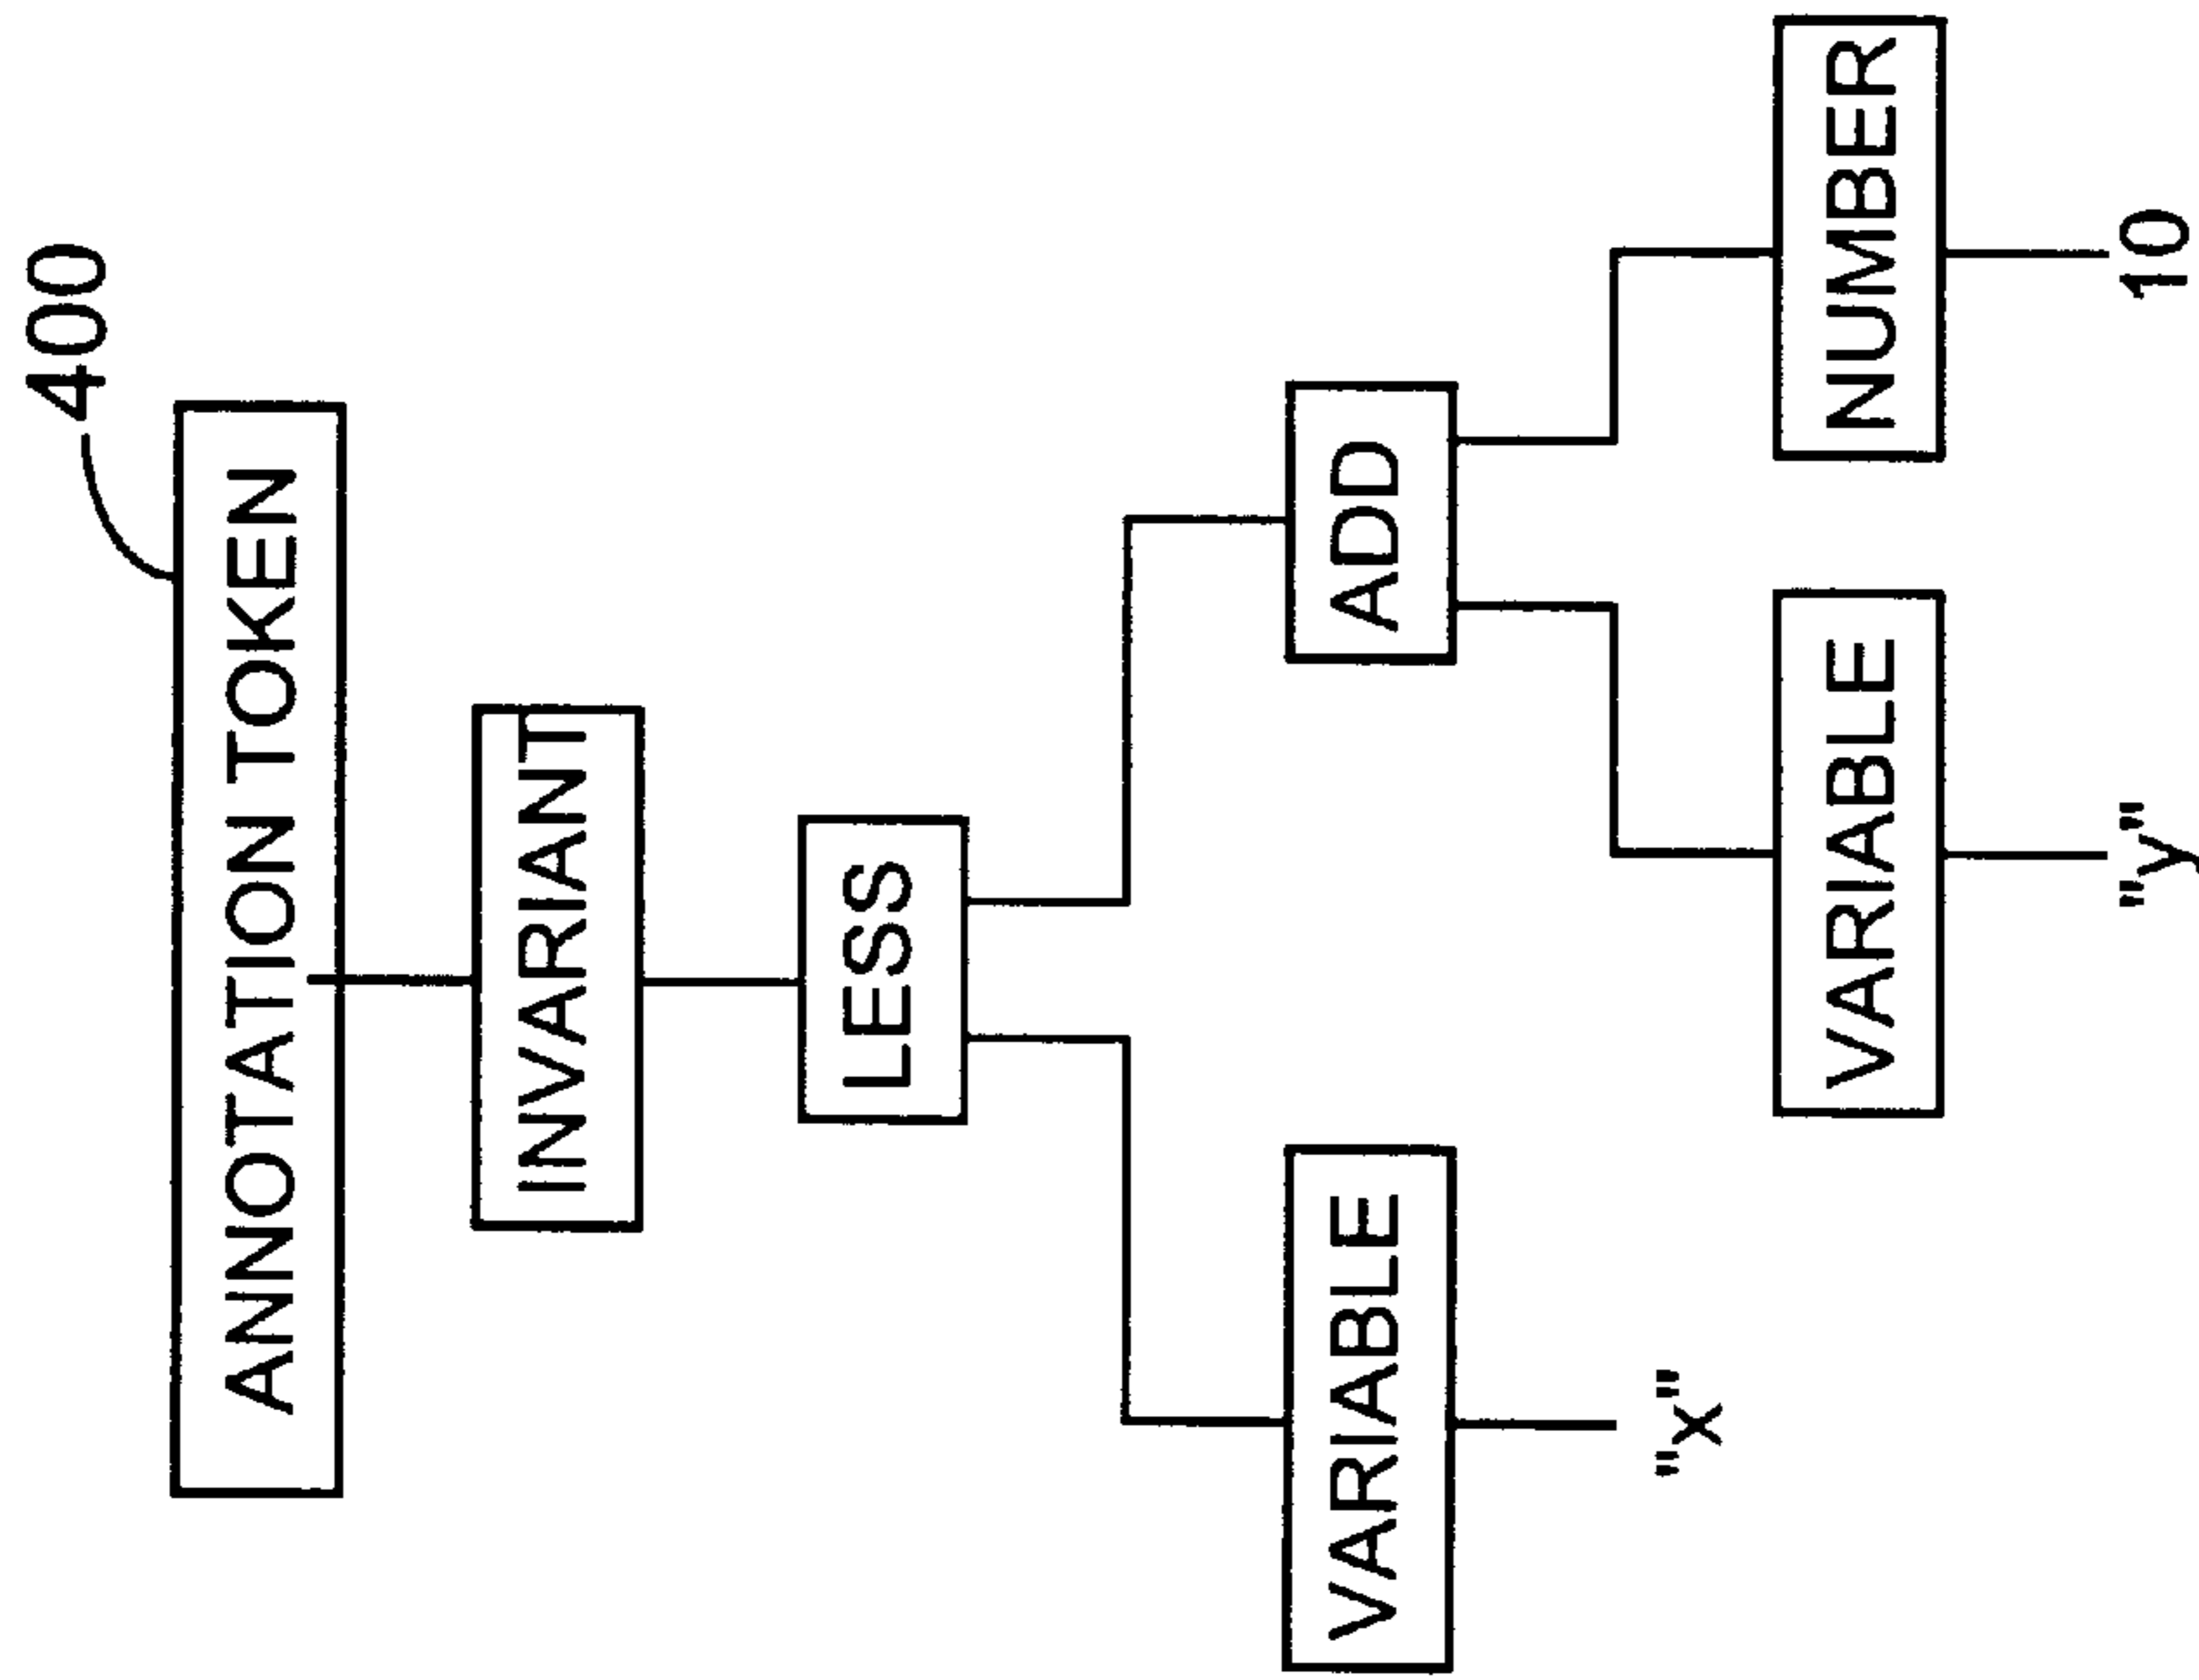 400
ANNOTATION TOKEN
INVARIANT
LESS
VARIABLE
ADD
"x"
VARIABLE
NUMBER
"y"
10